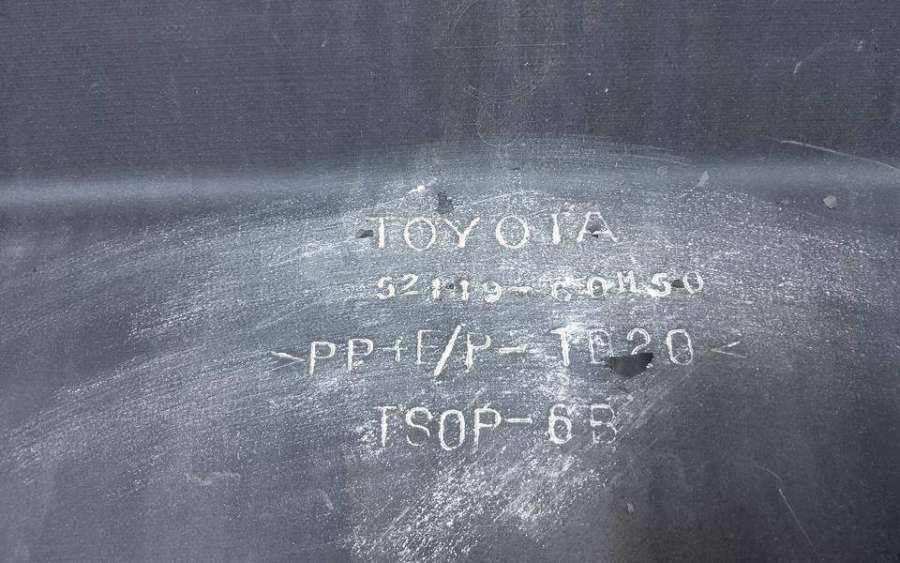 TOYOTA
52119-60M50
>PP+E/P-TD20<
TSOP-6B